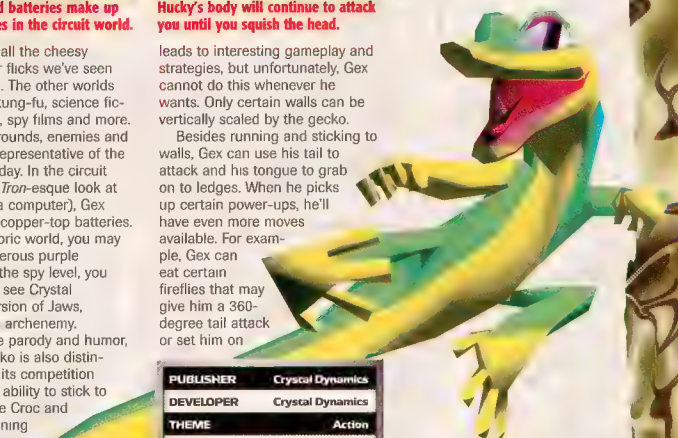 d batteries make up
es in the circuit world.
all the cheesy
r flicks we've seen
. The other worlds
kung-fu, science fic-
, spy films and more.
rounds, enemies and
epresentative of the
day. In the circuit
Tron-esque look at
a computer), Gex
copper-top batteries.
oric world, you may
erous purple
the spy level, you
see Crystal
rsion of Jaws,
archenemy.
e parody and humor,
ko is also distin-
its competition
ability to stick to
e Croc and
ning
Hucky's body will continue to attack
you until you squish the head.
leads to interesting gameplay and
strategies, but unfortunately, Gex
cannot do this whenever he
wants. Only certain walls can be
vertically scaled by the gecko.
Besides running and sticking to
walls, Gex can use his tail to
attack and his tongue to grab
on to ledges. When he picks
up certain power-ups, he'll
have even more moves
available. For exam-
ple, Gex can
eat certain
fireflies that may
give him a 360-
degree tail attack
or set him on
PUBLISHER Crystal Dynamics
DEVELOPER Crystal Dynamics
THEME Action